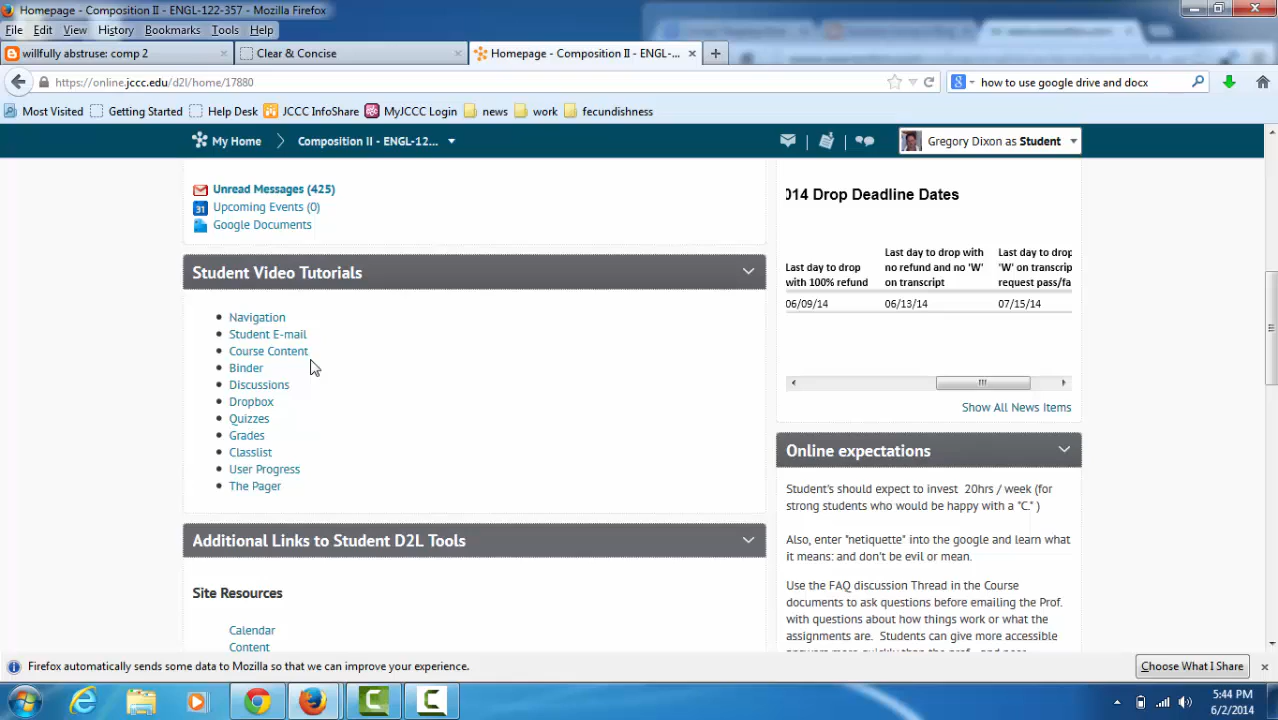 Homepage - Composition II - ENGL-122-357 - Mozilla Firefox
File Edit View History Bookmarks Tools Help
willfully abstruse: comp 2 × Clear & Concise × Homepage - Composition II - ENGL-... × +
https://online.jccc.edu/d2l/home/17880
how to use google drive and docx
Most Visited Getting Started Help Desk JCCC InfoShare MyJCCC Login news work fecundishness
My Home Composition II - ENGL-12... Gregory Dixon as Student
Unread Messages (425)
Upcoming Events (0)
31
Google Documents
Student Video Tutorials
Navigation
Student E-mail
Course Content
Binder
Discussions
Dropbox
Quizzes
Grades
Classlist
User Progress
The Pager
Additional Links to Student D2L Tools
Site Resources
Calendar
Content
014 Drop Deadline Dates
Last day to drop with 100% refund
Last day to drop with no refund and no 'W' on transcript
Last day to drop 'W' on transcrip request pass/fa
06/09/14 06/13/14 07/15/14
Show All News Items
Online expectations
Student's should expect to invest 20hrs / week (for
strong students who would be happy with a "C." )
Also, enter "netiquette" into the google and learn what
it means: and don't be evil or mean.
Use the FAQ discussion Thread in the Course
documents to ask questions before emailing the Prof.
with questions about how things work or what the
assignments are. Students can give more accessible
Firefox automatically sends some data to Mozilla so that we can improve your experience.
Choose What I Share ×
5:44 PM
6/2/2014